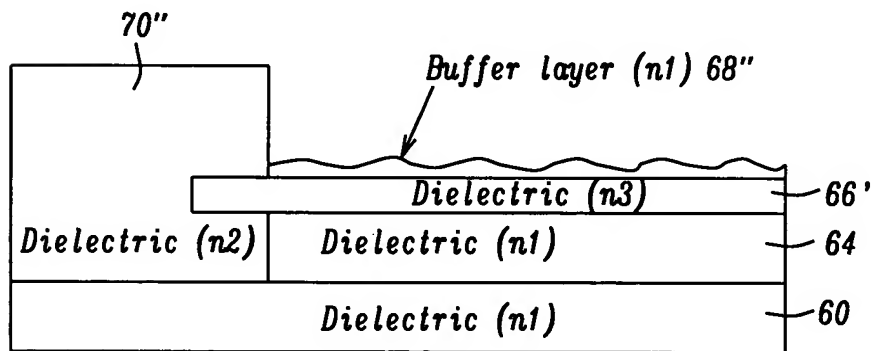 70"
Buffer layer (n1) 68"
Dielectric (n3)
66'
Dielectric (n2)
Dielectric (n1)
64
Dielectric (n1)
60